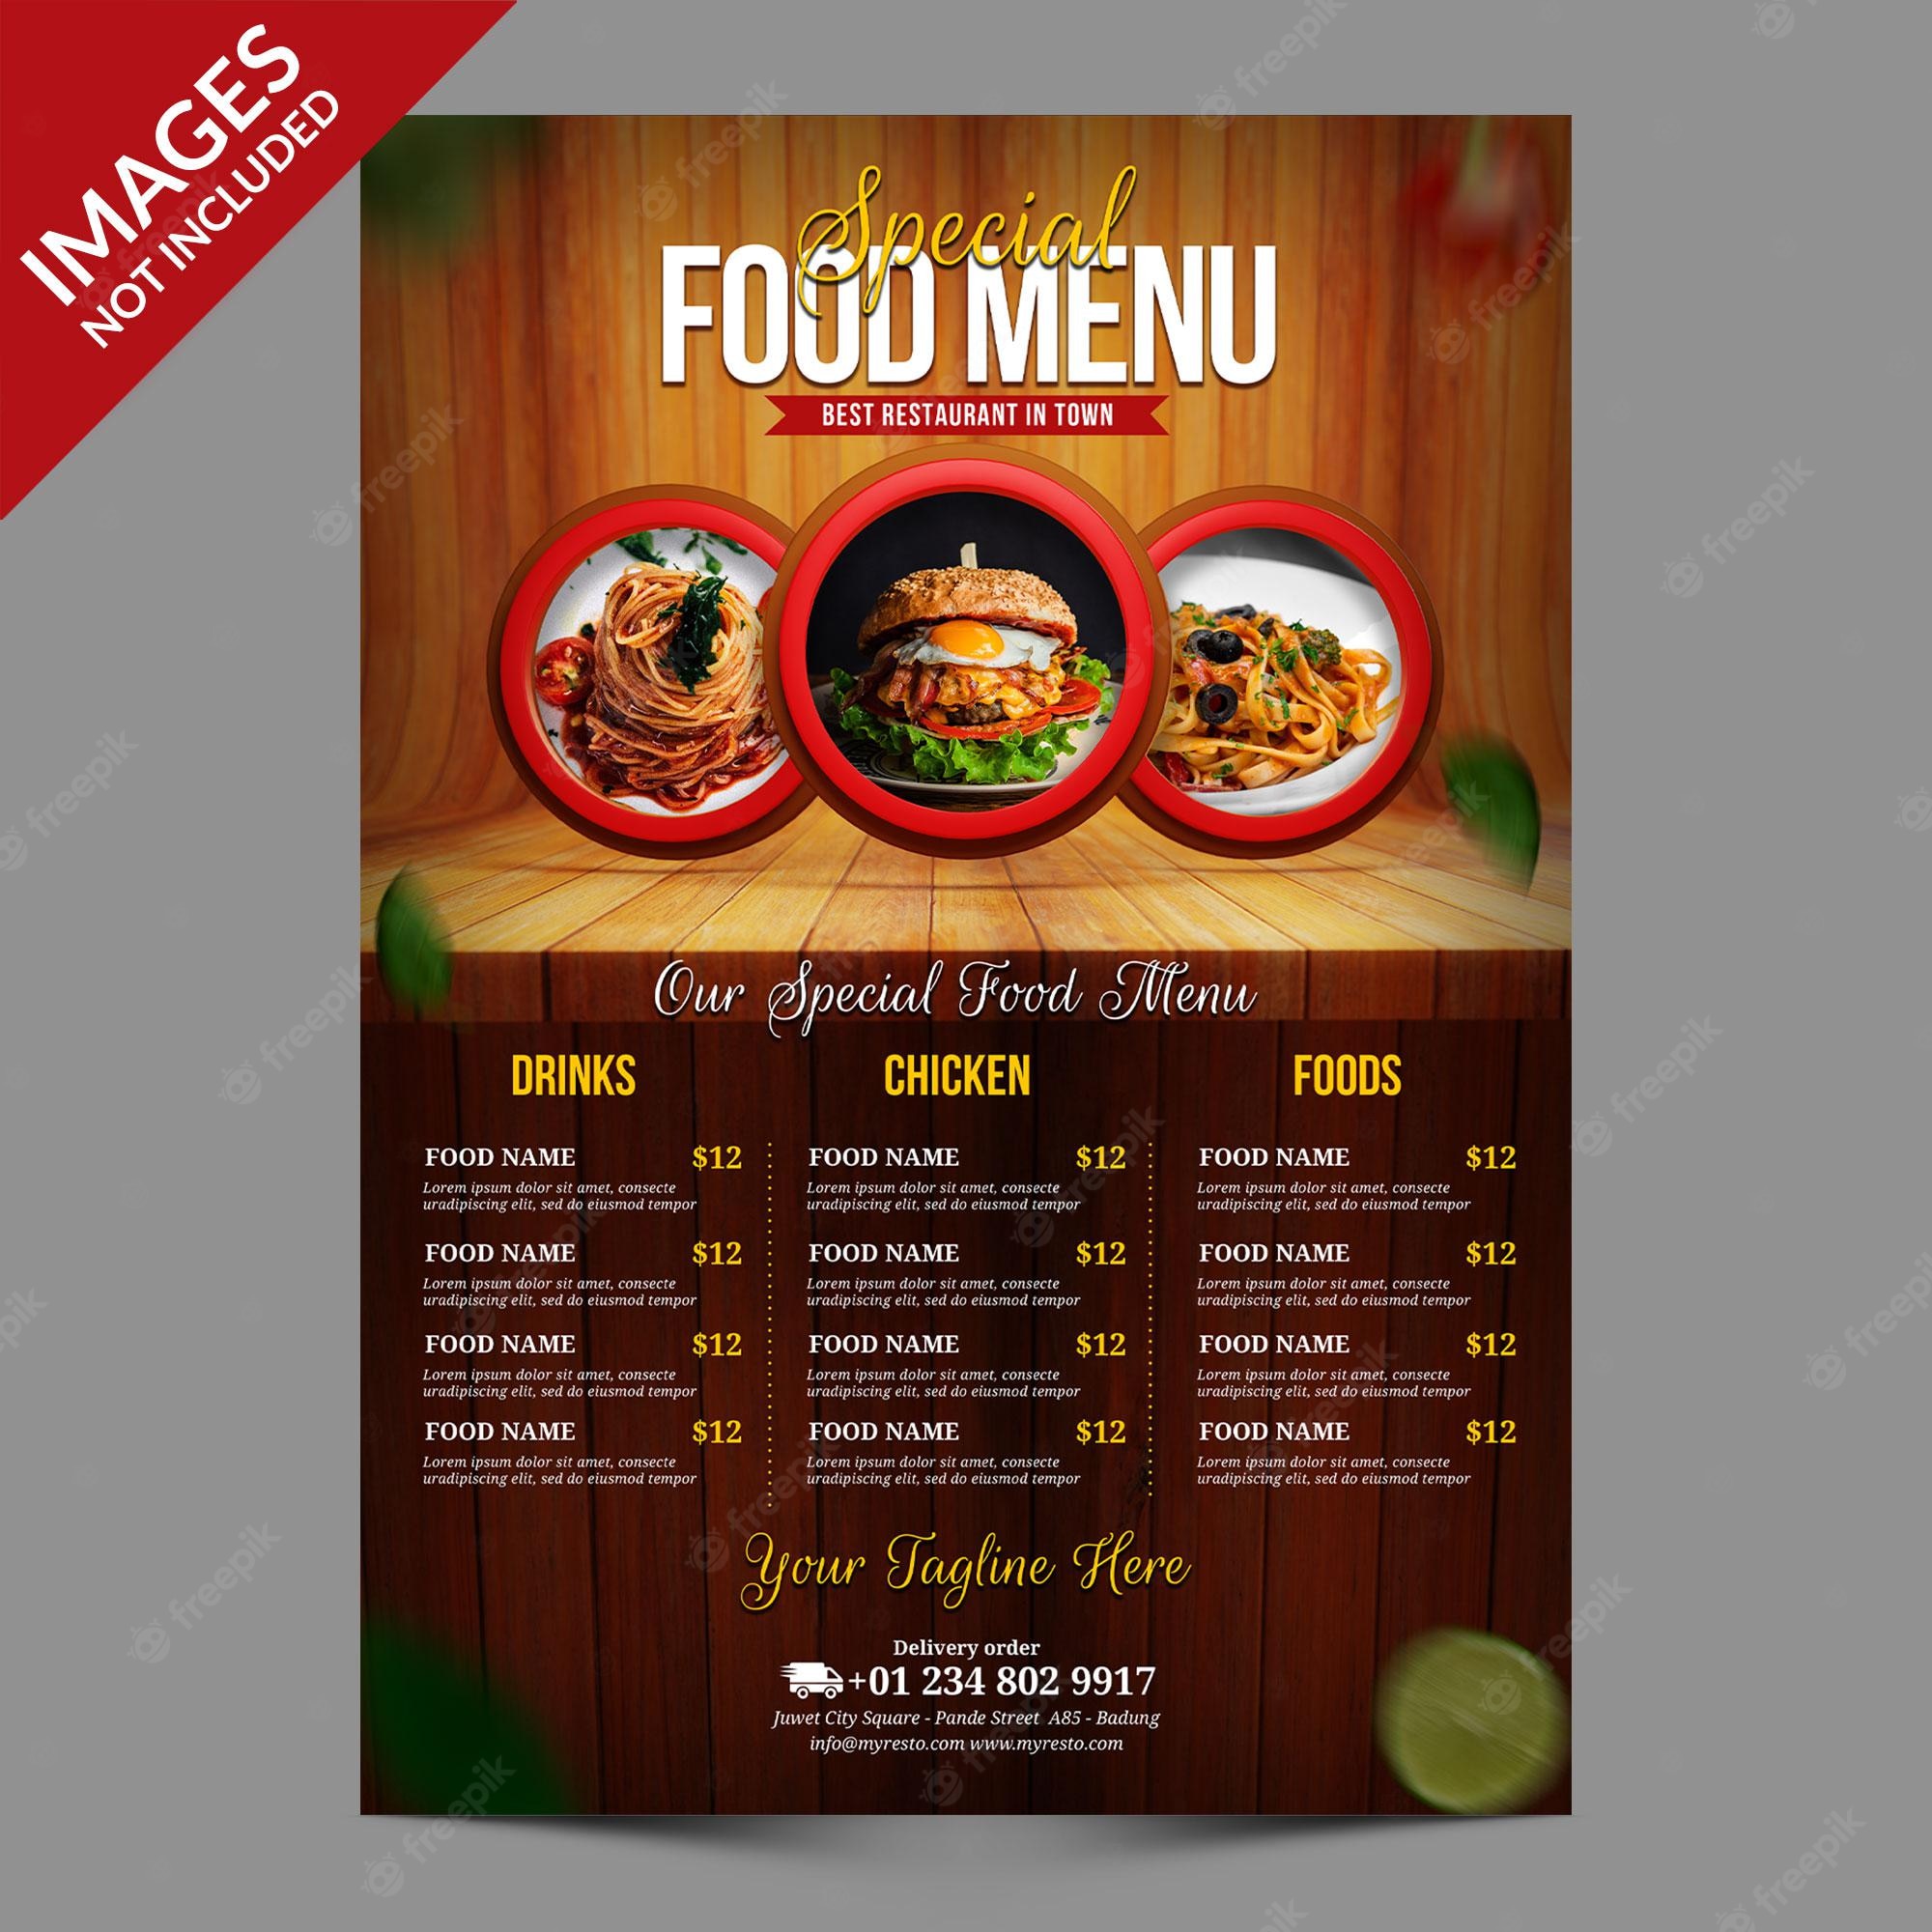 IMAGES
NOT INCLUDED
Special
FOOD MENU
BEST RESTAURANT IN TOWN
Our Special Food Menu
DRINKS
FOOD NAME $12
Lorem ipsum dolor sit amet, consecte
uradipiscing elit, sed do eiusmod tempor
FOOD NAME $12
Lorem ipsum dolor sit amet, consecte
uradipiscing elit, sed do eiusmod tempor
FOOD NAME $12
Lorem ipsum dolor sit amet, consecte
uradipiscing elit, sed do eiusmod tempor
FOOD NAME $12
Lorem ipsum dolor sit amet, consecte
uradipiscing elit, sed do eiusmod tempor
CHICKEN
FOOD NAME $12
Lorem ipsum dolor sit amet, consecte
uradipiscing elit, sed do eiusmod tempor
FOOD NAME $12
Lorem ipsum dolor sit amet, consecte
uradipiscing elit, sed do eiusmod tempor
FOOD NAME $12
Lorem ipsum dolor sit amet, consecte
uradipiscing elit, sed do eiusmod tempor
FOOD NAME $12
Lorem ipsum dolor sit amet, consecte
uradipiscing elit, sed do eiusmod tempor
FOODS
FOOD NAME $12
Lorem ipsum dolor sit amet, consecte
uradipiscing elit, sed do eiusmod tempor
FOOD NAME $12
Lorem ipsum dolor sit amet, consecte
uradipiscing elit, sed do eiusmod tempor
FOOD NAME $12
Lorem ipsum dolor sit amet, consecte
uradipiscing elit, sed do eiusmod tempor
FOOD NAME $12
Lorem ipsum dolor sit amet, consecte
uradipiscing elit, sed do eiusmod tempor
Your Tagline Here
Delivery order
+01 234 802 9917
Juwet City Square - Pande Street A85 - Badung
info@myresto.com www.myresto.com
freepik